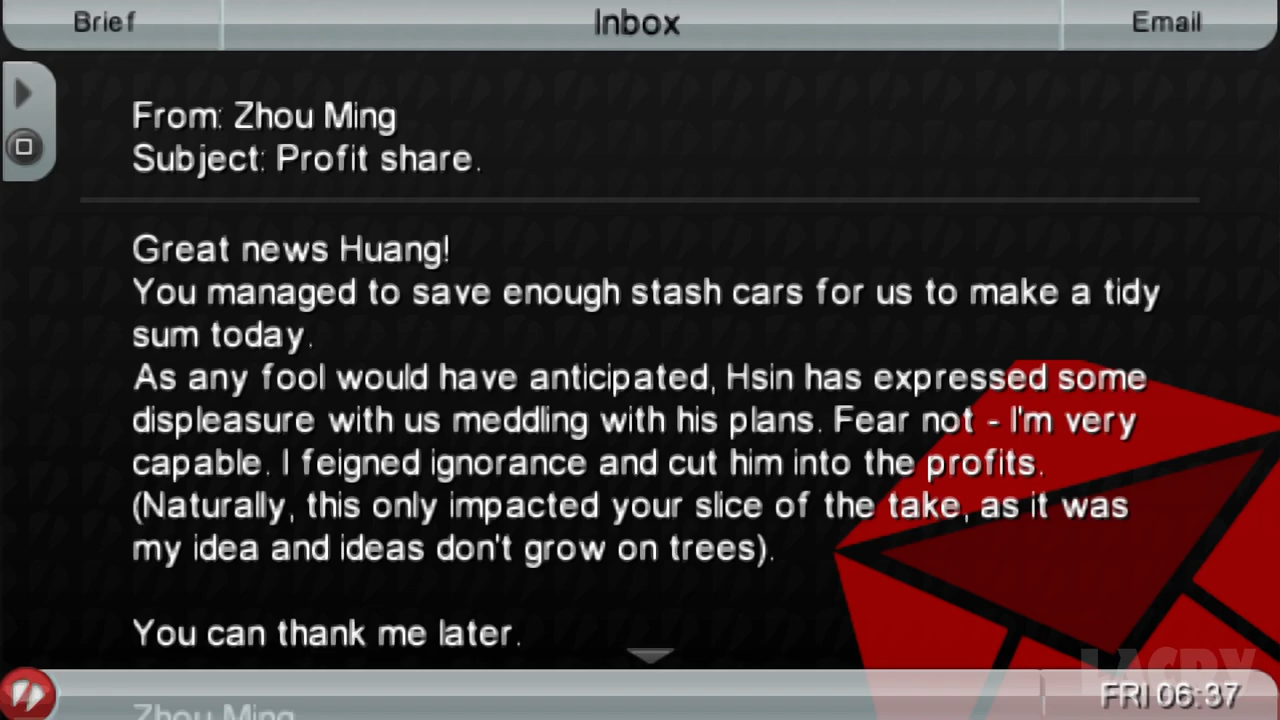 Brief
Inbox
Email
From: Zhou Ming
Subject: Profit share.
Great news Huang!
You managed to save enough stash cars for us to make a tidy
sum today.
As any fool would have anticipated, Hsin has expressed some
displeasure with us meddling with his plans. Fear not - I'm very
capable. I feigned ignorance and cut him into the profits.
(Naturally, this only impacted your slice of the take, as it was
my idea and ideas don't grow on trees).
You can thank me later.
Zhou Ming
LACRY
FRI 06:37